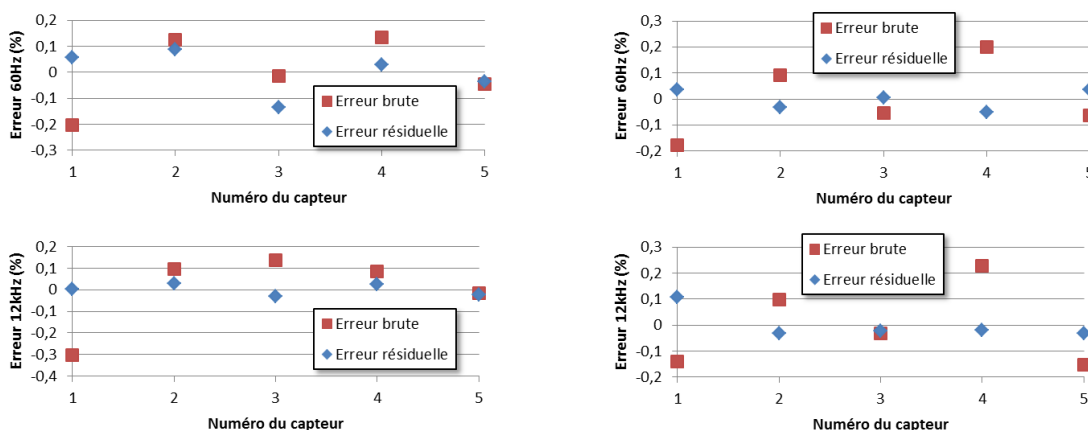 Erreur 60Hz (%)
0,2
0,1
0
-0,1
-0,2
-0,3
Erreur brute
Erreur résiduelle
1 2 3 4 5
Numéro du capteur
Erreur 60Hz (%)
0,3
0,2
0,1
0
-0,1
-0,2
Erreur brute
Erreur résiduelle
1 2 3 4 5
Numéro du capteur
Erreur 12kHz (%)
0,2
0,1
0
-0,1
-0,2
-0,3
-0,4
Erreur brute
Erreur résiduelle
1 2 3 4 5
Numéro du capteur
Erreur 12kHz (%)
0,3
0,2
0,1
0
-0,1
-0,2
Erreur brute
Erreur résiduelle
1 2 3 4 5
Numéro du capteur